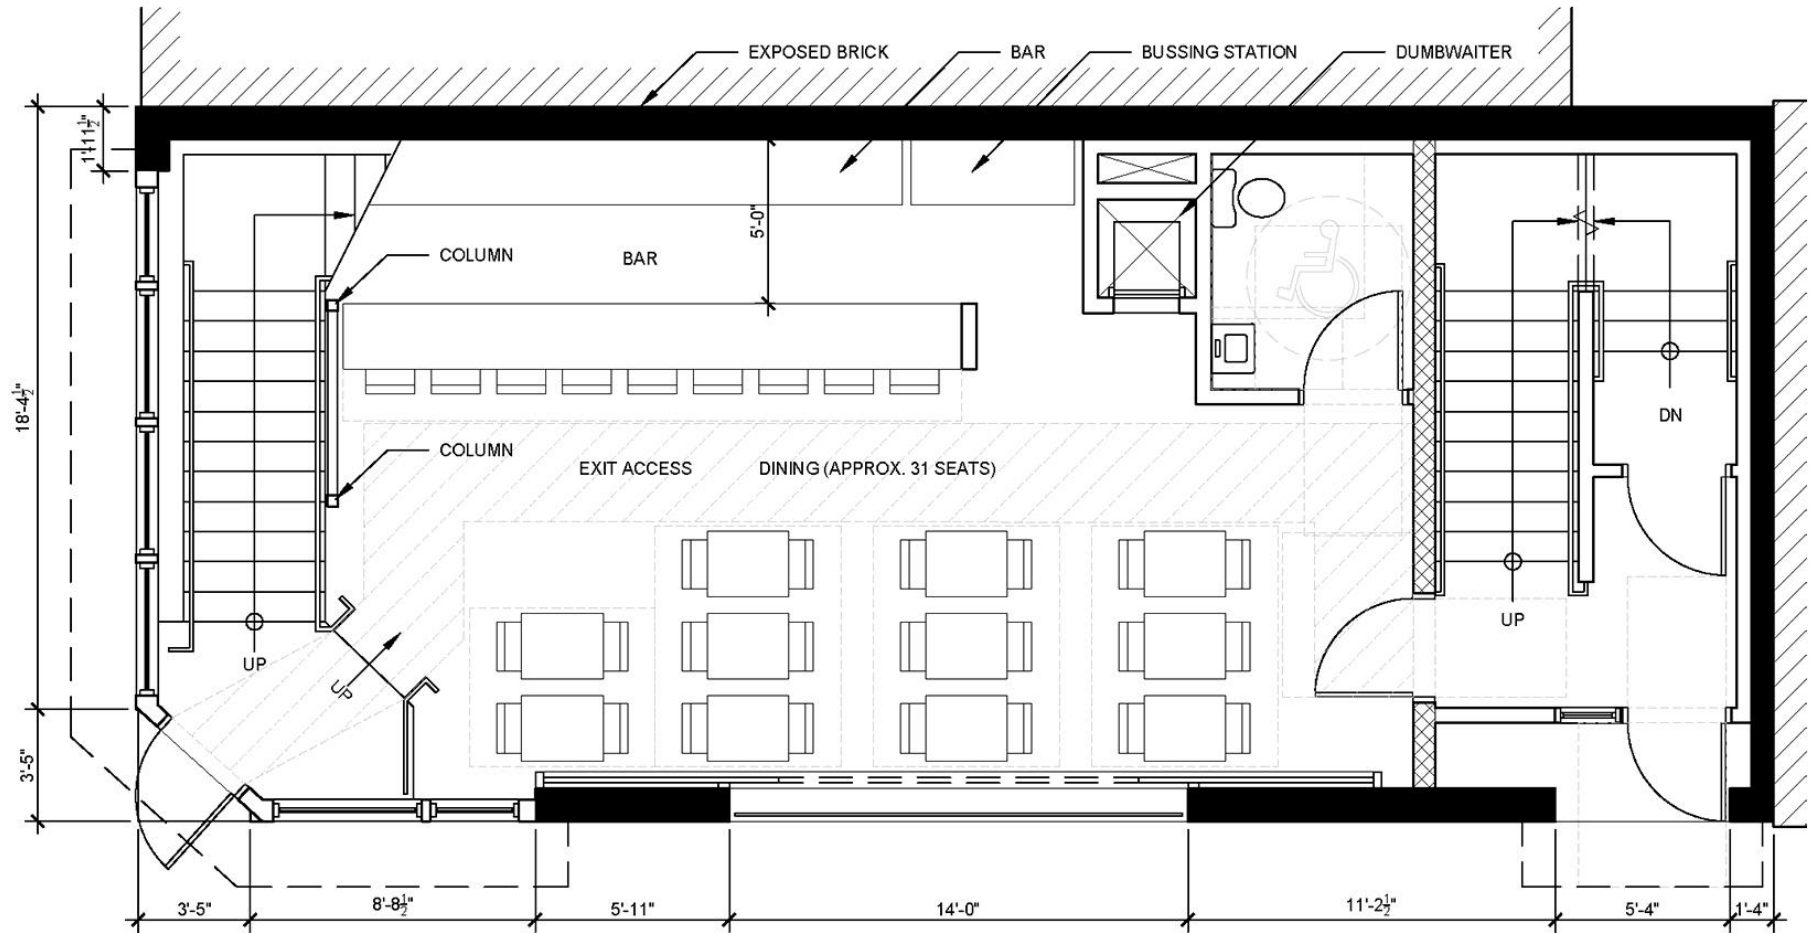 EXPOSED BRICK
BAR
BUSSING STATION
DUMBWAITER
1'-11½"
5'-0"
COLUMN
BAR
18'-4½"
COLUMN
EXIT ACCESS
DINING (APPROX. 31 SEATS)
DN
UP
UP
UP
3'-5"
3'-5"
8'-8½"
5'-11"
14'-0"
11'-2½"
5'-4"
1'-4"